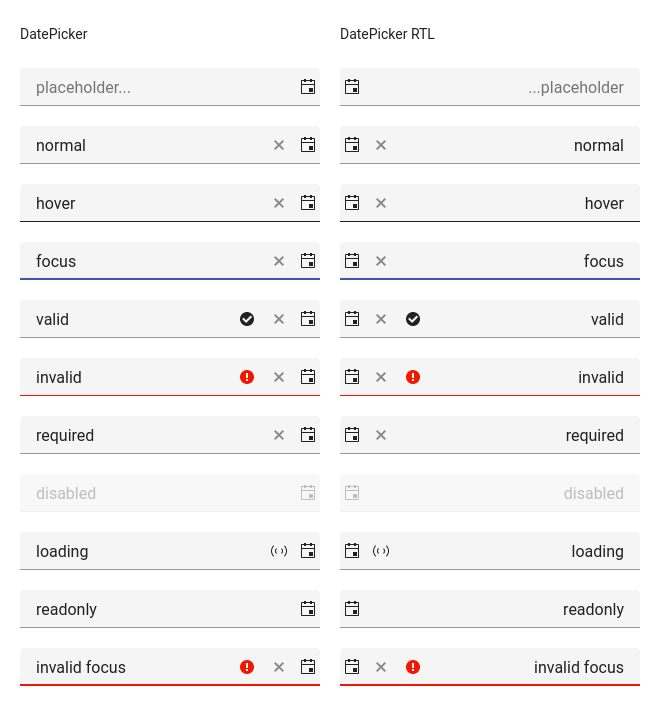 DatePicker DatePicker RTL
placeholder... ...placeholder
normal normal
hover hover
focus focus
valid valid
invalid invalid
required required
disabled disabled
loading loading
readonly readonly
invalid focus invalid focus